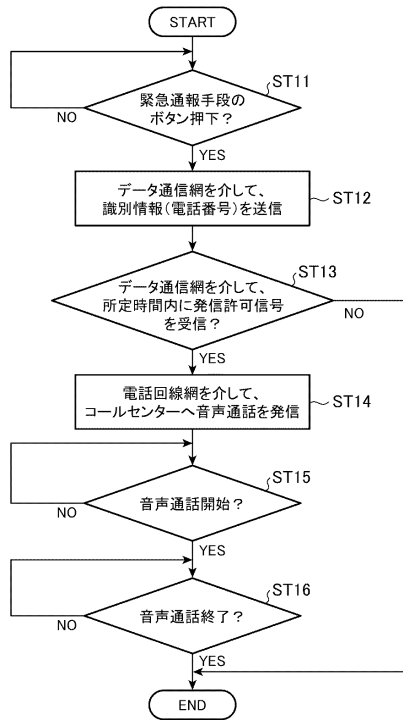 START
ST11
緊急通報手段の
ボタン押下？
NO
YES
データ通信網を介して、
識別情報(電話番号)を送信
ST12
ST13
データ通信網を介して、
所定時間内に発信許可信号
を受信？
NO
YES
電話回線網を介して、
コールセンターへ音声通話を発信
ST14
ST15
音声通話開始？
NO
YES
ST16
音声通話終了？
NO
YES
END